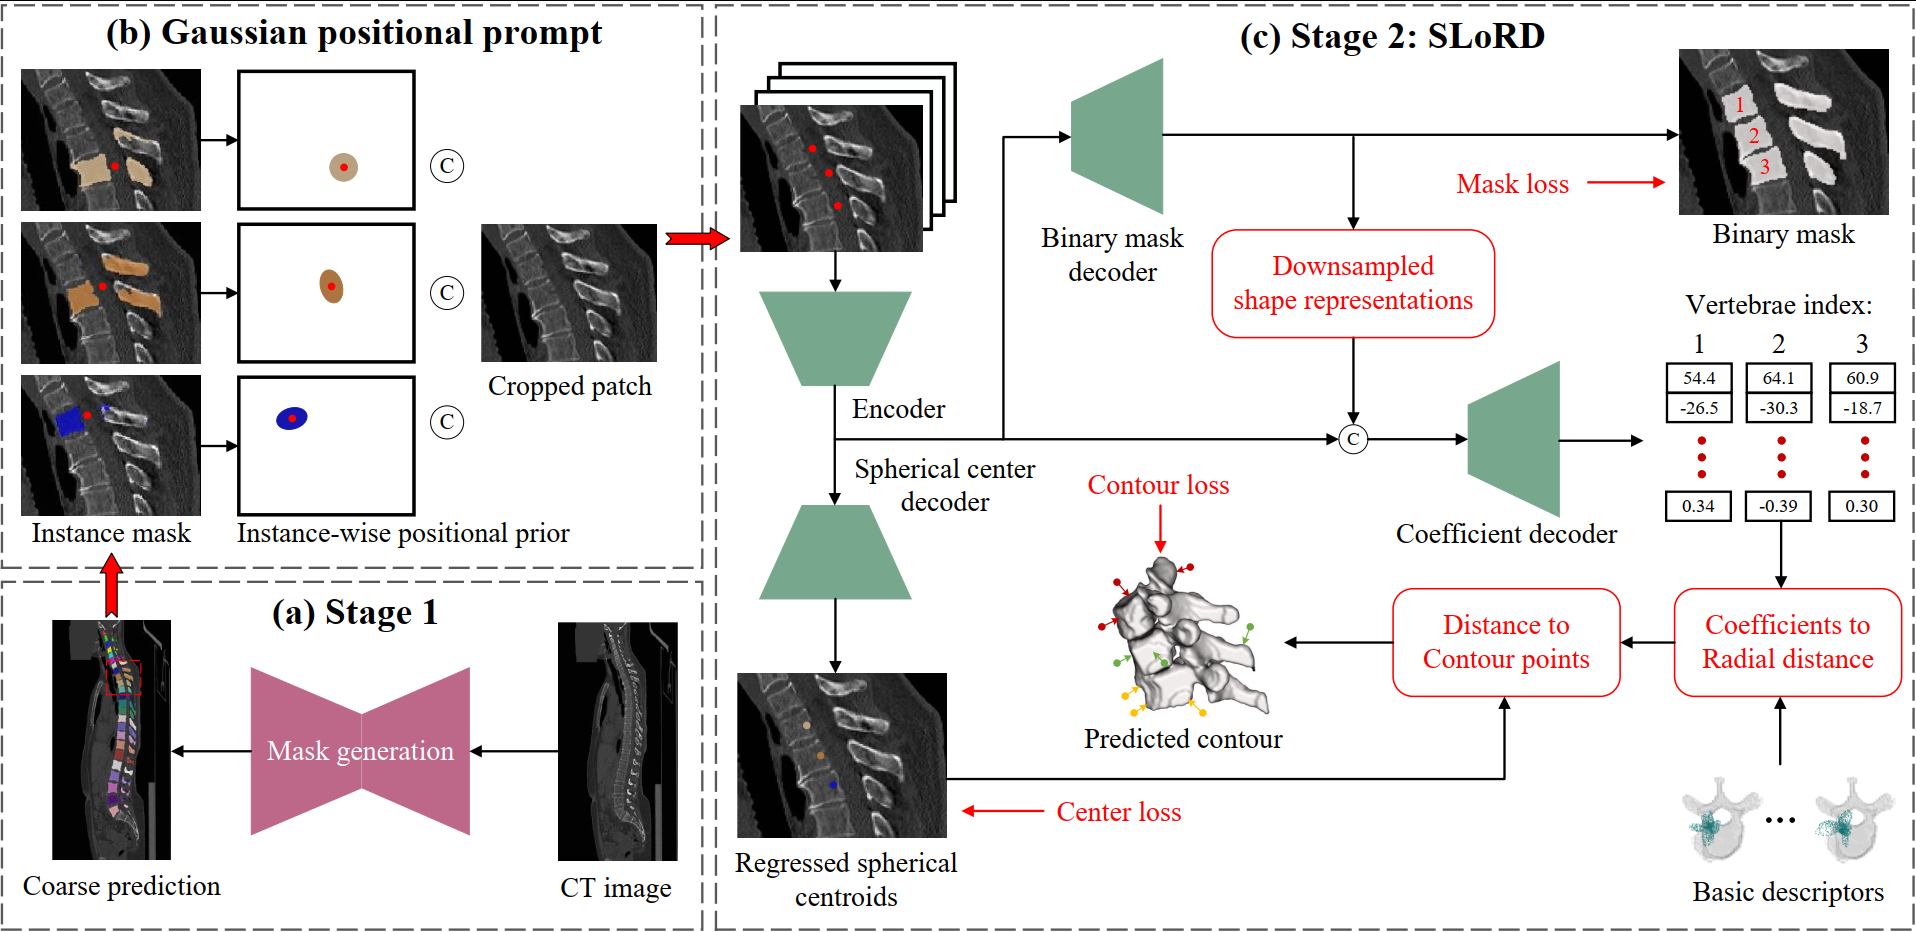 (b) Gaussian positional prompt
C
C
C
Cropped patch
Instance mask
Instance-wise positional prior
(a) Stage 1
Mask generation
Coarse prediction
CT image
(c) Stage 2: SLoRD
Binary mask
decoder
Mask loss
1
2
3
Binary mask
Downsampled
shape representations
Encoder
Spherical center
decoder
C
Coefficient decoder
Vertebrae index:
1 2 3
54.4 64.1 60.9
-26.5 -30.3 -18.7
0.34 -0.39 0.30
Contour loss
Predicted contour
Distance to
Contour points
Coefficients to
Radial distance
Center loss
Regressed spherical
centroids
...
Basic descriptors